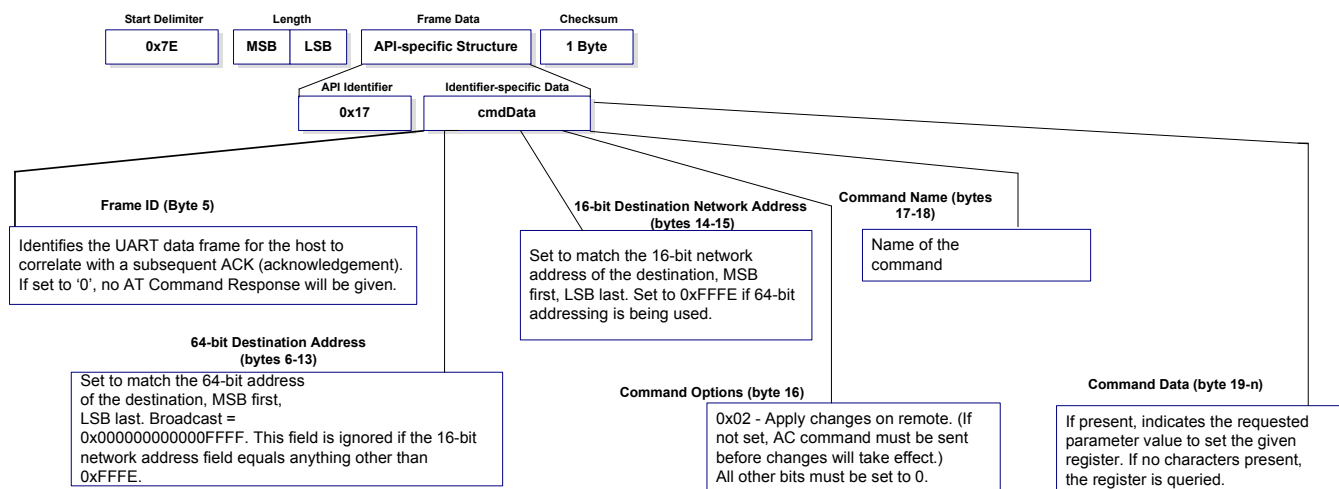 Start Delimiter Length Frame Data Checksum
0x7E MSB LSB API-specific Structure 1 Byte
API Identifier Identifier-specific Data
0x17 cmdData
Frame ID (Byte 5)
Identifies the UART data frame for the host to
correlate with a subsequent ACK (acknowledgement).
If set to ‘0’, no AT Command Response will be given.
64-bit Destination Address
(bytes 6-13)
Set to match the 64-bit address
of the destination, MSB first,
LSB last. Broadcast =
0x000000000000FFFF. This field is ignored if the 16-bit
network address field equals anything other than
0xFFFE.
16-bit Destination Network Address
(bytes 14-15)
Set to match the 16-bit network
address of the destination, MSB
first, LSB last. Set to 0xFFFE if 64-bit
addressing is being used.
Command Options (byte 16)
0x02 - Apply changes on remote. (If
not set, AC command must be sent
before changes will take effect.)
All other bits must be set to 0.
Command Name (bytes
17-18)
Name of the
command
Command Data (byte 19-n)
If present, indicates the requested
parameter value to set the given
register. If no characters present,
the register is queried.